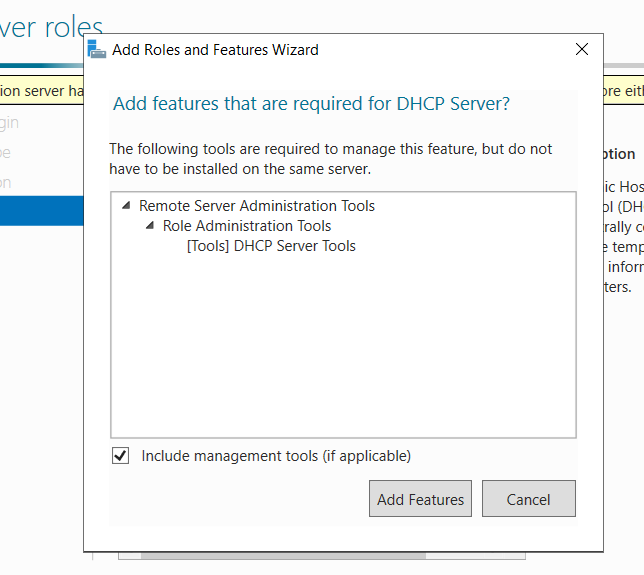 ver roles
Add Roles and Features Wizard
ion server ha
ore eit
Add features that are required for DHCP Server?
gin
The following tools are required to manage this feature, but do not
have to be installed on the same server.
pe
ption
on
Remote Server Administration Tools
Role Administration Tools
[Tools] DHCP Server Tools
ic Hos
ol (DH
rally c
e temp
infor
ters.
Include management tools (if applicable)
Add Features
Cancel